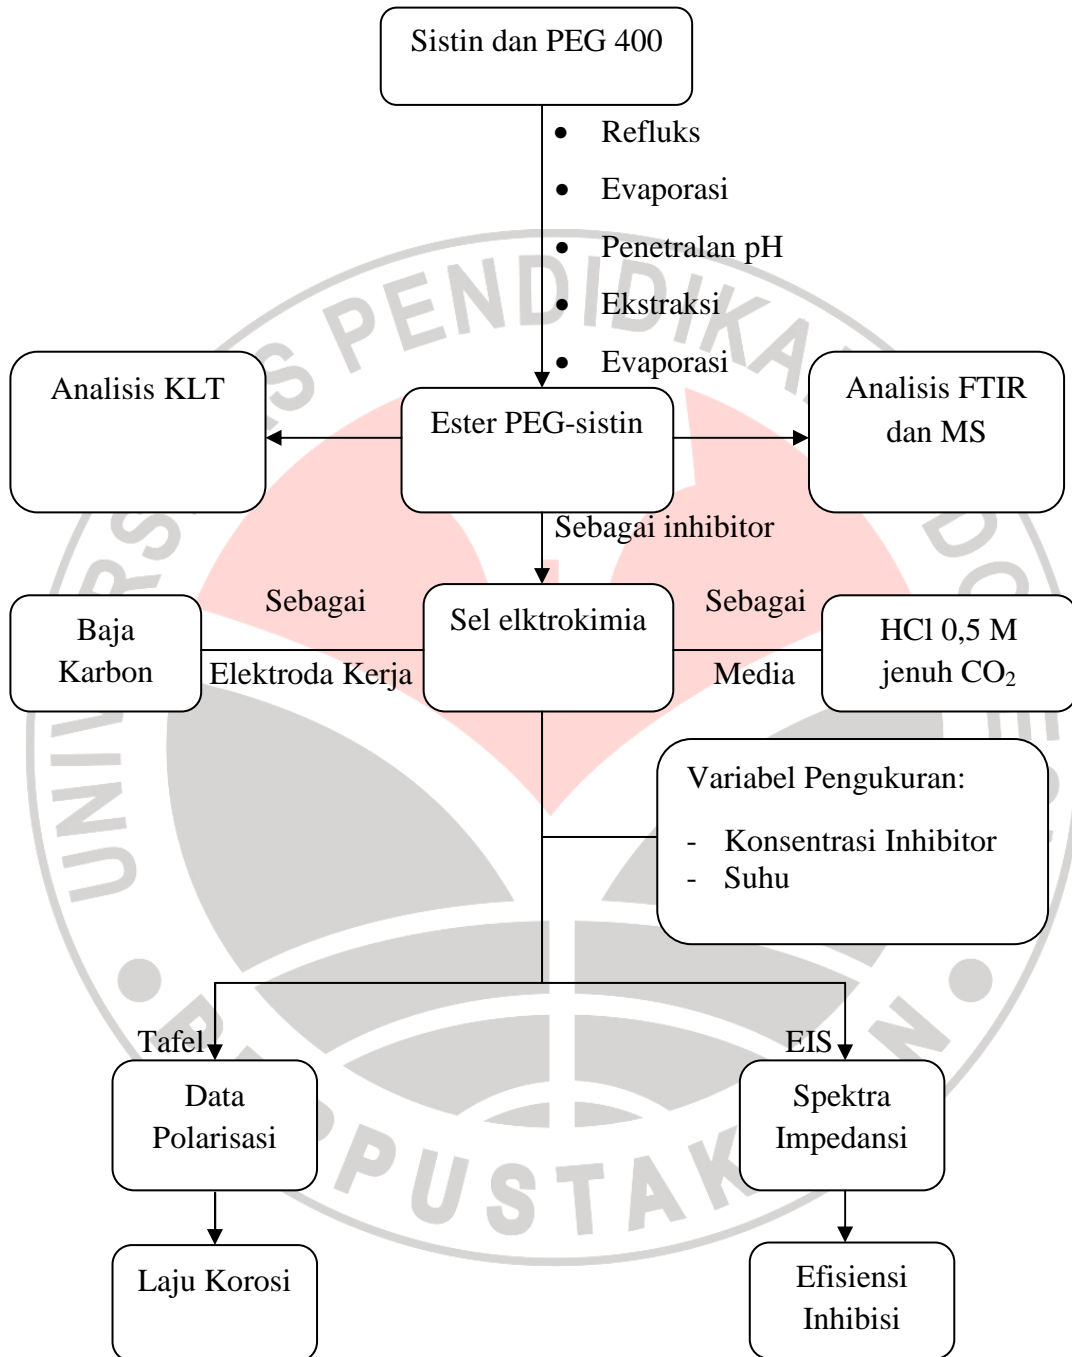 Sistin dan PEG 400
• Refluks
• Evaporasi
• Penetralan pH
• Ekstraksi
• Evaporasi
Analisis KLT
Ester PEG-sistin
Analisis FTIR
dan MS
Sebagai inhibitor
Baja
Karbon
Sebagai
Elektroda Kerja
Sel elktrokimia
Sebagai
Media
HCl 0,5 M
jenuh CO₂
Variabel Pengukuran:
- Konsentrasi Inhibitor
- Suhu
Tafel
EIS
Data
Polarisasi
Spektra
Impedansi
Laju Korosi
Efisiensi
Inhibisi